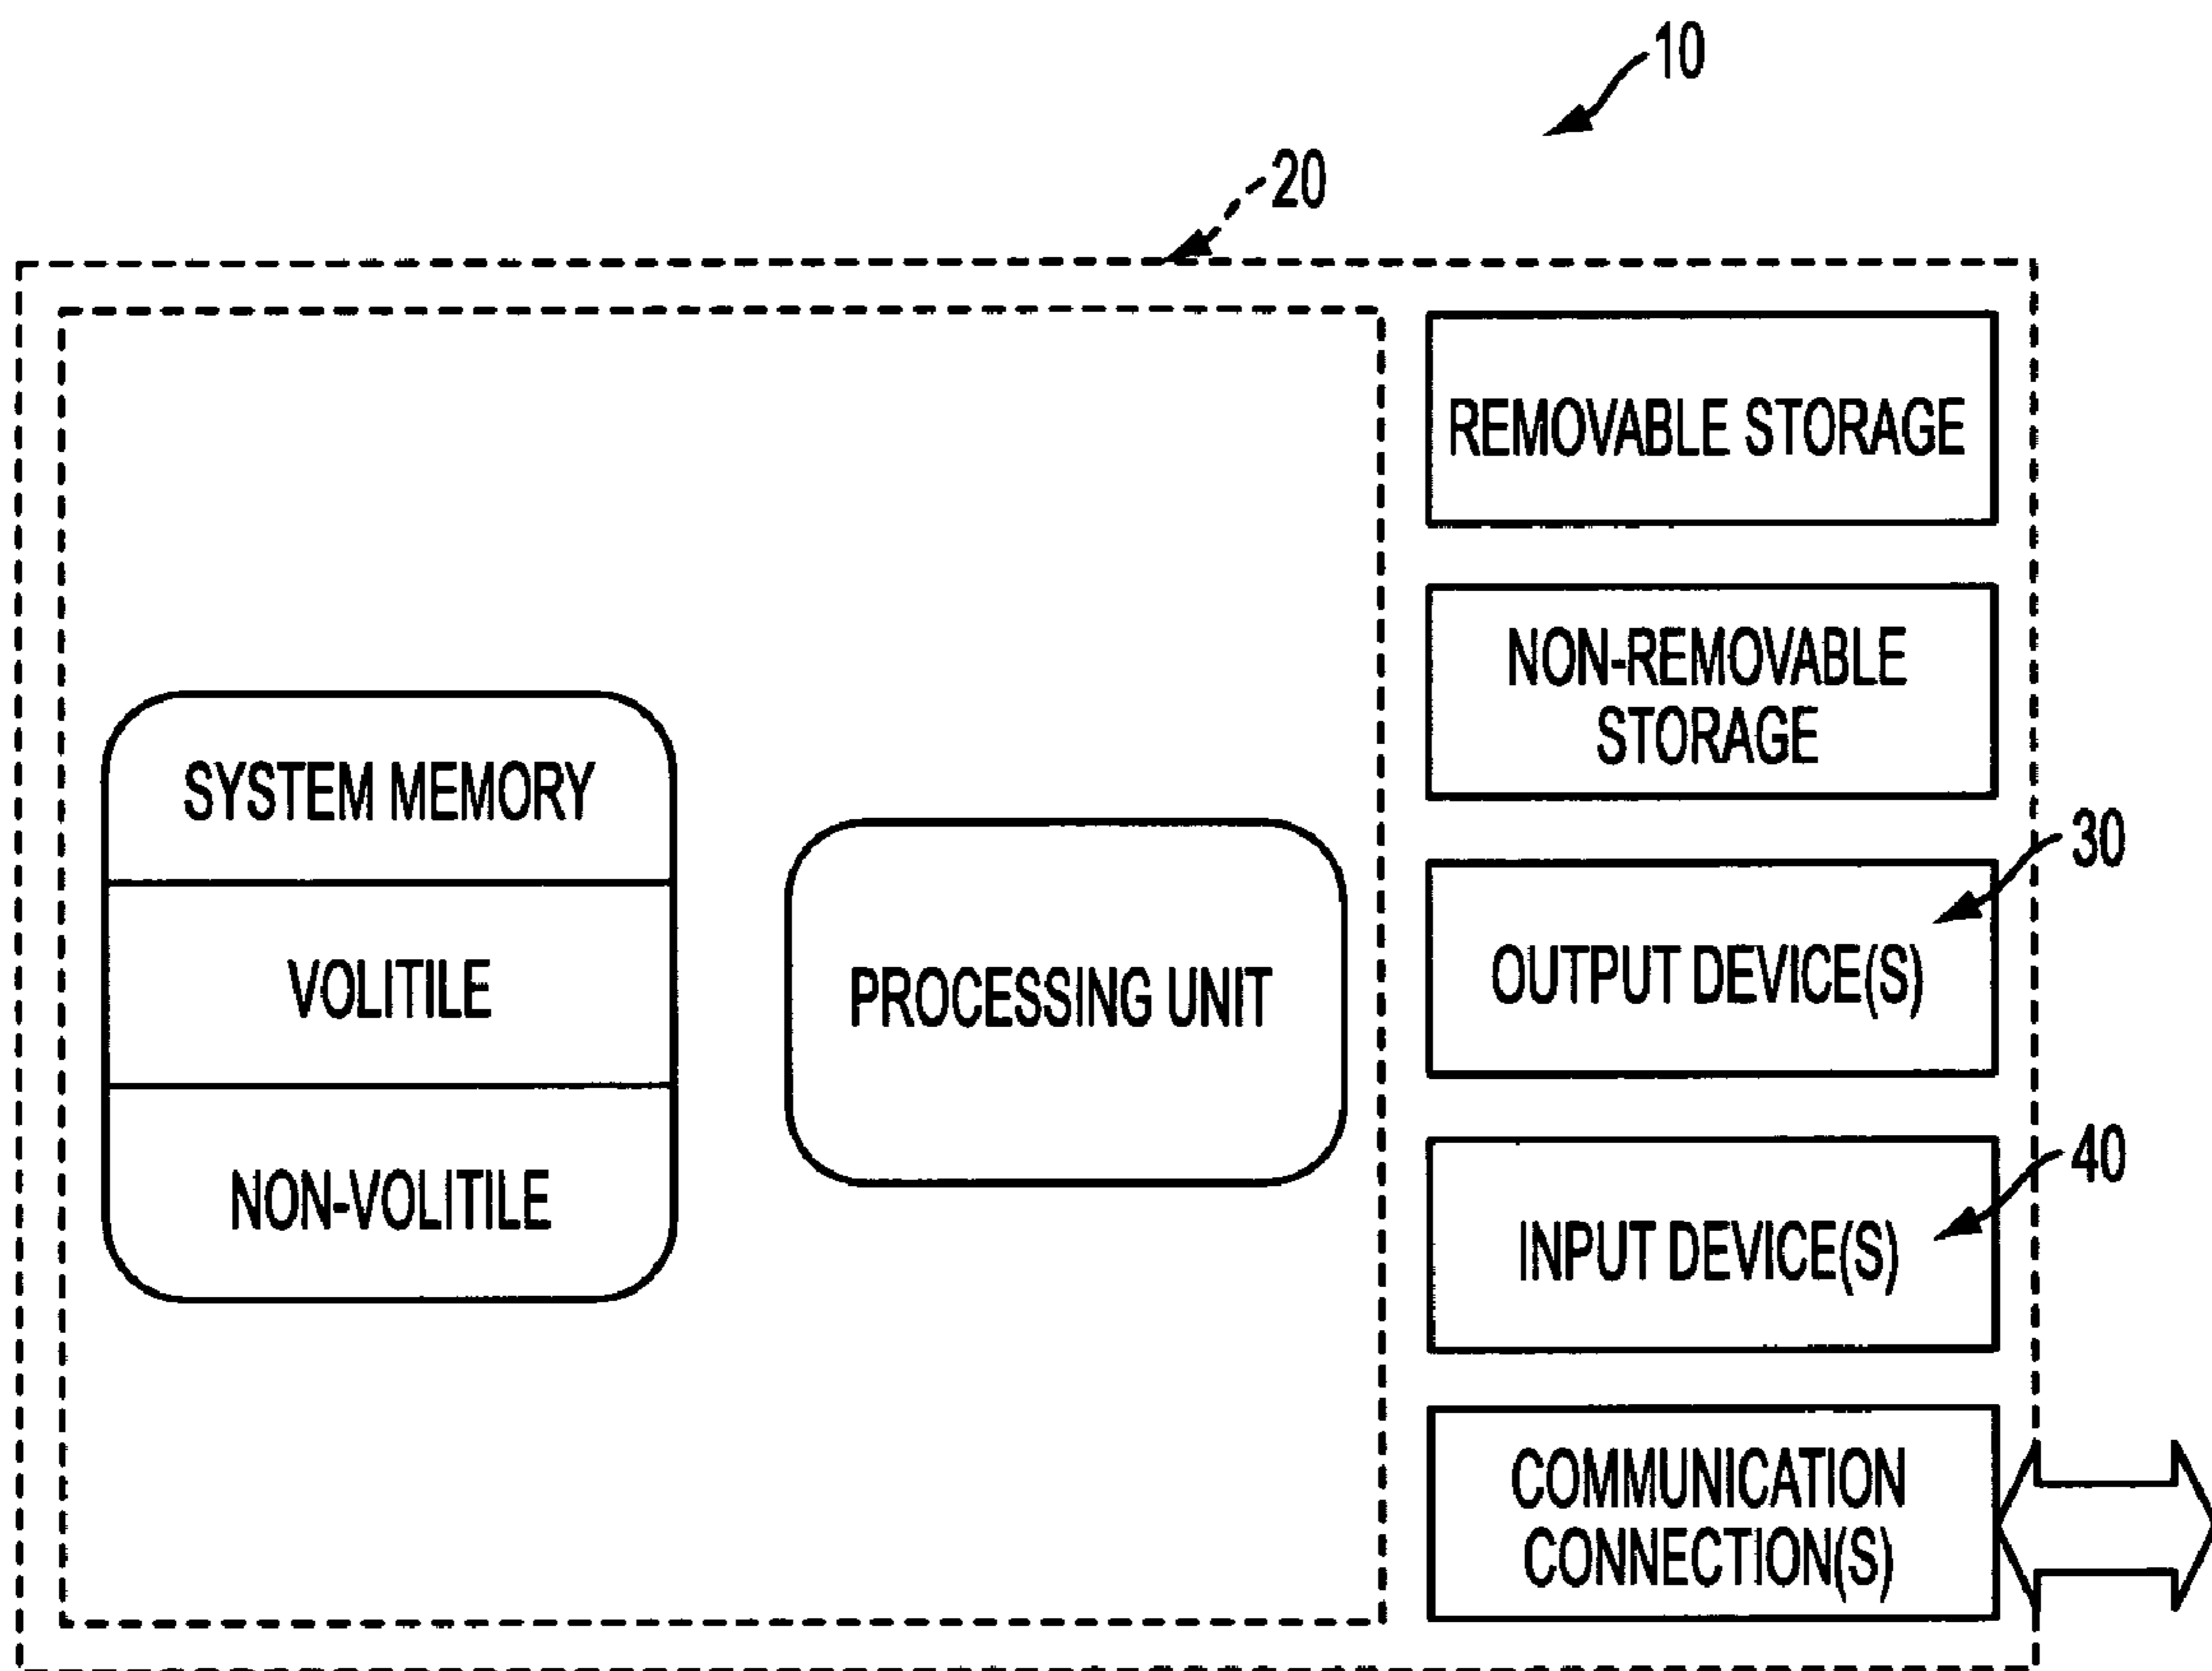 10
20
REMOVABLE STORAGE
NON-REMOVABLE
STORAGE
SYSTEM MEMORY
30
VOLITILE
PROCESSING UNIT
OUTPUT DEVICE(S)
40
NON-VOLITILE
INPUT DEVICE(S)
COMMUNICATION
CONNECTION(S)